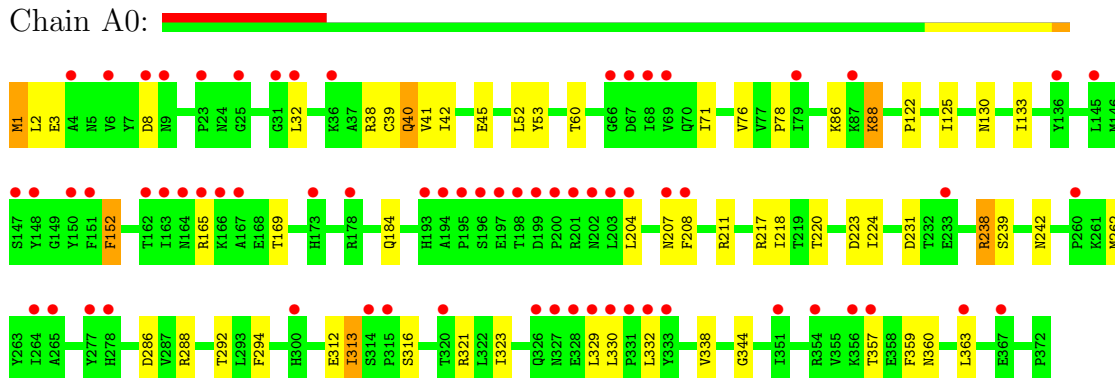 Chain A0:
M1 L2 E3 A4 N5 V6 Y7 D8 N9 P23 N24 G25 G31 L32 K36 A37 R38 C39 Q40 V41 I42 E45 L52 Y53 T60 G66 D67 I68 V69 Q70 I71 V76 V77 P78 I79 K86 K87 K88 P122 I125 N130 I133 Y136 L145 M146
S147 Y148 G149 Y150 F151 F152 T162 I163 N164 R165 K166 A167 E168 T169 H173 R178 Q184 H193 A194 P195 S196 E197 T198 D199 P200 R201 N202 L203 L204 N207 F208 R211 R217 I218 T219 T220 D223 I224 D231 T232 E233 R238 S239 N242 P260 K261 M262
Y263 I264 A265 Y277 H278 D286 V287 R288 T292 L293 F294 H300 E312 I313 S314 P315 S316 T320 R321 L322 I323 Q326 N327 E328 L329 L330 P331 L332 Y333 V338 G344 I351 R354 V355 K356 T357 E358 F359 N360 L363 E367 P372